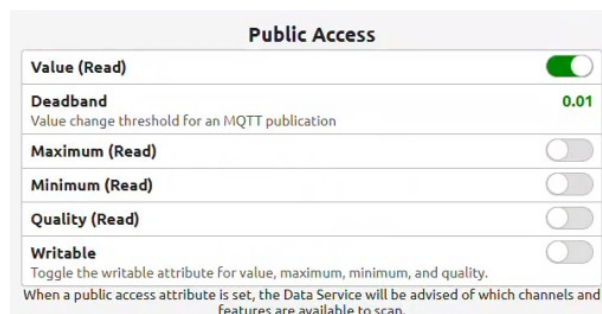 Public Access
Value (Read)
Deadband 0.01
Value change threshold for an MQTT publication
Maximum (Read)
Minimum (Read)
Quality (Read)
Writable
Toggle the writable attribute for value, maximum, minimum, and quality.
When a public access attribute is set, the Data Service will be advised of which channels and
features are available to scan.